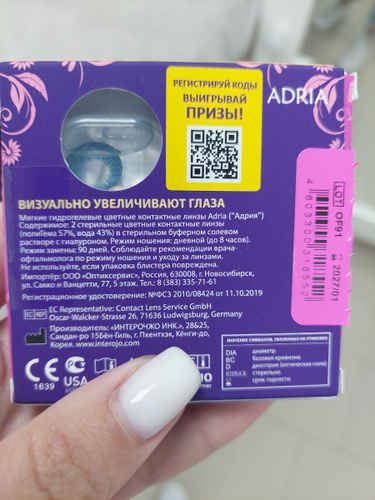 РЕГИСТРИРУЙ КОДЫ
ВЫИГРЫВАЙ
ПРИЗЫ!
ADRIA
ВИЗУАЛЬНО УВЕЛИЧИВАЮТ ГЛАЗА
Мягкие гидрогелевые цветные контактные линзы Adria ("Адрия")
Содержимое: 2 стерильные цветные контактные линзы
(полиГема 57%, вода 43%) в стерильном буферном солевом
растворе с гиалуроном. Режим ношения: дневной (до 8 часов).
Режим замены: 90 дней. Соблюдайте рекомендации врача-
офтальмолога по режиму ношения и уходу за линзами.
Не используйте, если упаковка блистера повреждена.
Импортёр: ООО «Оптиксервис», Россия, 630008, г. Новосибирск,
ул. Сакко и Ванцетти, 77, 5 этаж. Тел.: 8 (383) 335-71-61
Регистрационное удостоверение: №ФСЗ 2010/08424 от 11.10.2019
EC REP
EC Representative: Contact Lens Service GmbH
Oscar-Walcker-Strasse 26, 71636 Ludwigsburg, Germany
Производитель: «ИНТЕРОЧЖО ИНК.», 28&25,
Сандан-ро 15Бён-Гиль, г. Пхентхэк, Кёнги-до,
Корея. www.interojo.com
CE
1639
USA
DIA диаметр
BC базовая кривизна
D диоптрия (оптическая сила)
стерильно
срок годности
LOT OF91
2027/01